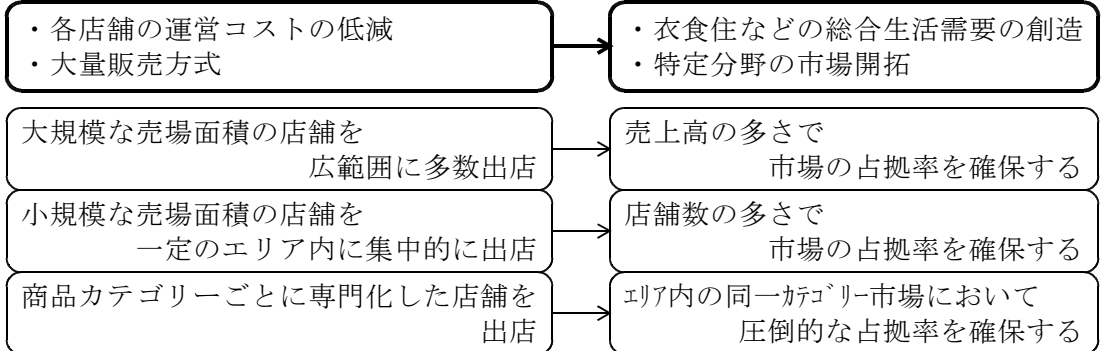 ・各店舗の運営コストの低減
・大量販売方式
・衣食住などの総合生活需要の創造
・特定分野の市場開拓
大規模な売場面積の店舗を
広範囲に多数出店
売上高の多さで
市場の占拠率を確保する
小規模な売場面積の店舗を
一定のエリア内に集中的に出店
店舗数の多さで
市場の占拠率を確保する
商品カテゴリーごとに専門化した店舗を
出店
ｴﾘｱ内の同一ｶﾃｺﾞﾘｰ市場において
圧倒的な占拠率を確保する